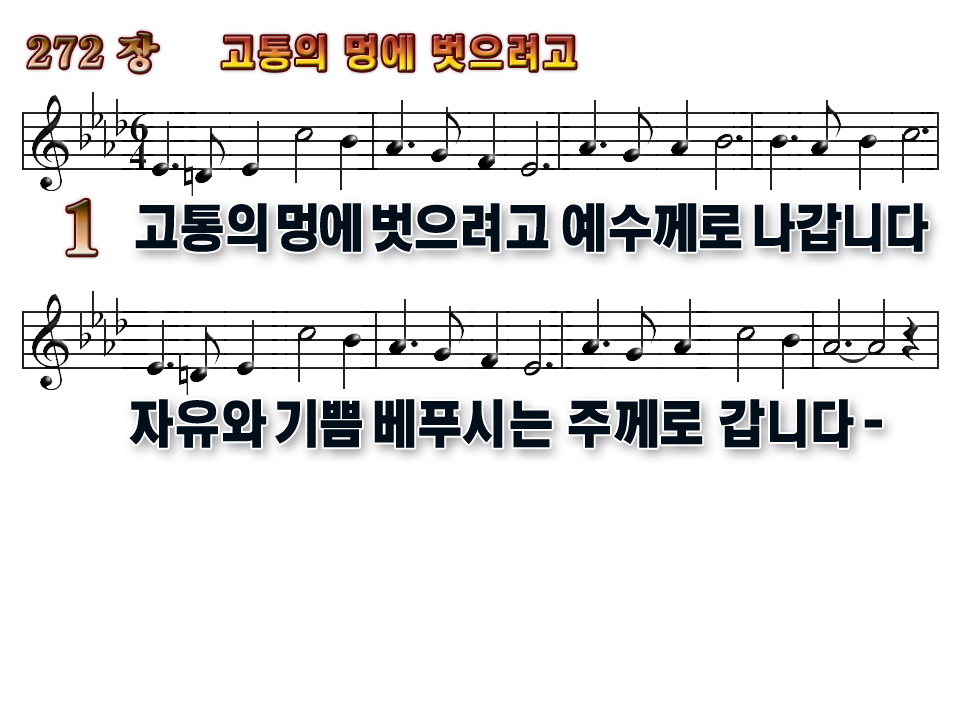 272 장 고통의 멍에 벗으려고
1 고통의 멍에 벗으려고 예수께로 나갑니다
자유와 기쁨 베푸시는 주께로 갑니다 -